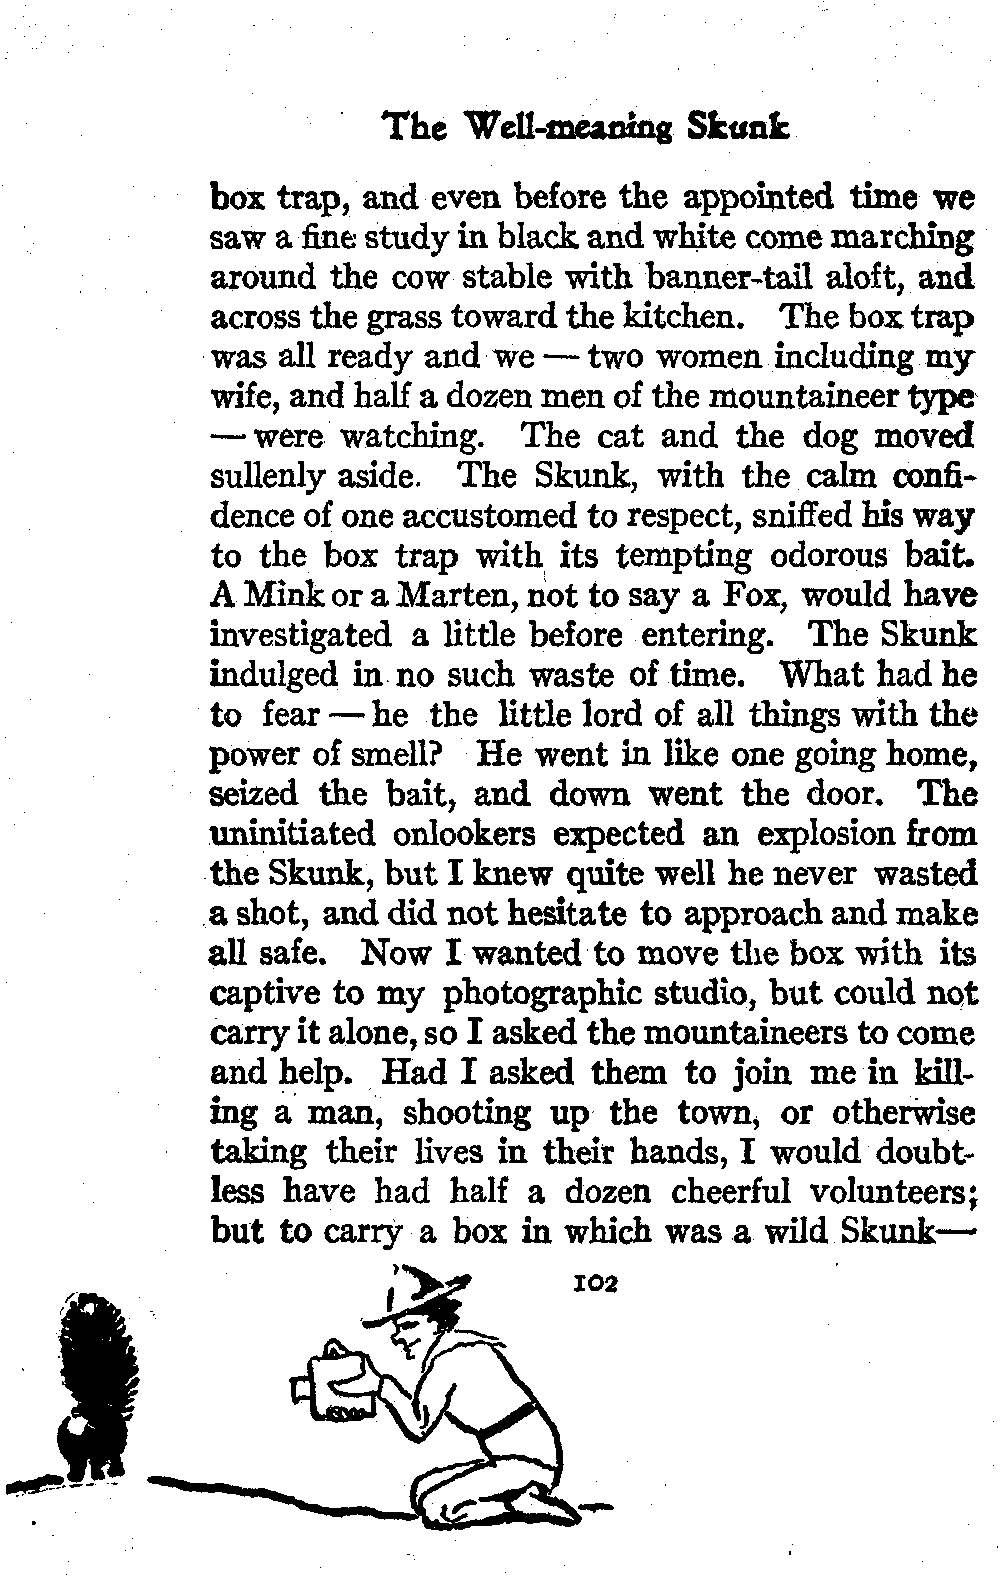 The Well-meaning Skunk
box trap, and even before the appointed time we
saw a fine study in black and white come marching
around the cow stable with banner-tail aloft, and
across the grass toward the kitchen. The box trap
was all ready and we — two women including my
wife, and half a dozen men of the mountaineer type
— were watching. The cat and the dog moved
sullenly aside. The Skunk, with the calm confi-
dence of one accustomed to respect, sniffed his way
to the box trap with its tempting odorous bait.
A Mink or a Marten, not to say a Fox, would have
investigated a little before entering. The Skunk
indulged in no such waste of time. What had he
to fear — he the little lord of all things with the
power of smell? He went in like one going home,
seized the bait, and down went the door. The
uninitiated onlookers expected an explosion from
the Skunk, but I knew quite well he never wasted
a shot, and did not hesitate to approach and make
all safe. Now I wanted to move the box with its
captive to my photographic studio, but could not
carry it alone, so I asked the mountaineers to come
and help. Had I asked them to join me in kill-
ing a man, shooting up the town, or otherwise
taking their lives in their hands, I would doubt-
less have had half a dozen cheerful volunteers;
but to carry a box in which was a wild Skunk—
102